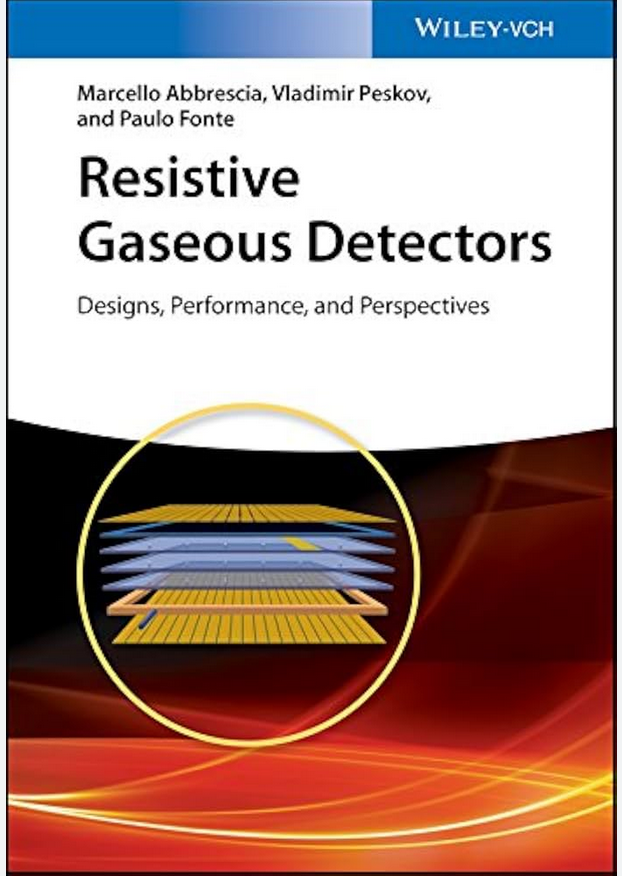 WILEY-VCH
Marcello Abbrescia, Vladimir Peskov,
and Paulo Fonte
Resistive
Gaseous Detectors
Designs, Performance, and Perspectives